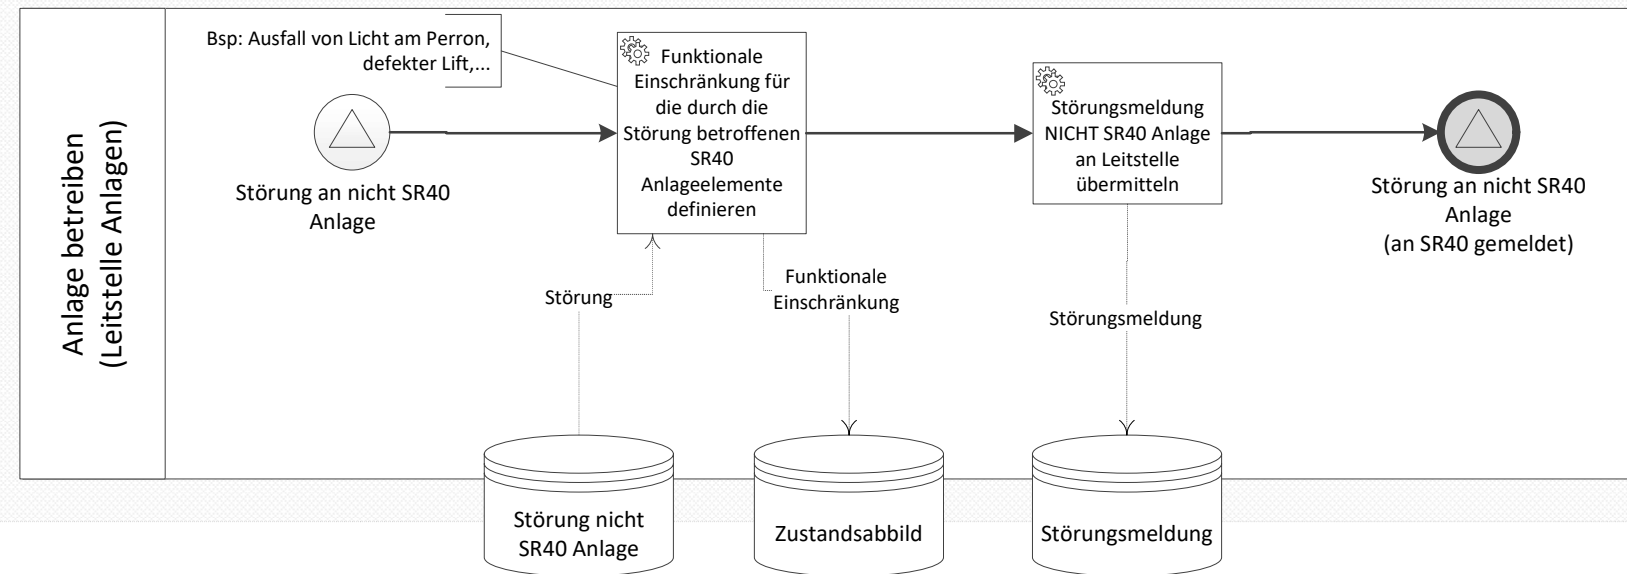 Anlage betreiben
(Leitstelle Anlagen)
Bsp: Ausfall von Licht am Perron,
defekter Lift,...
Störung an nicht SR40
Anlage
Funktionale
Einschränkung für
die durch die
Störung betroffenen
SR40
Anlageelemente
definieren
Störungsmeldung
NICHT SR40 Anlage
an Leitstelle
übermitteln
Störung an nicht SR40
Anlage
(an SR40 gemeldet)
Störung
Funktionale
Einschränkung
Störungsmeldung
Störung nicht
SR40 Anlage
Zustandsabbild
Störungsmeldung